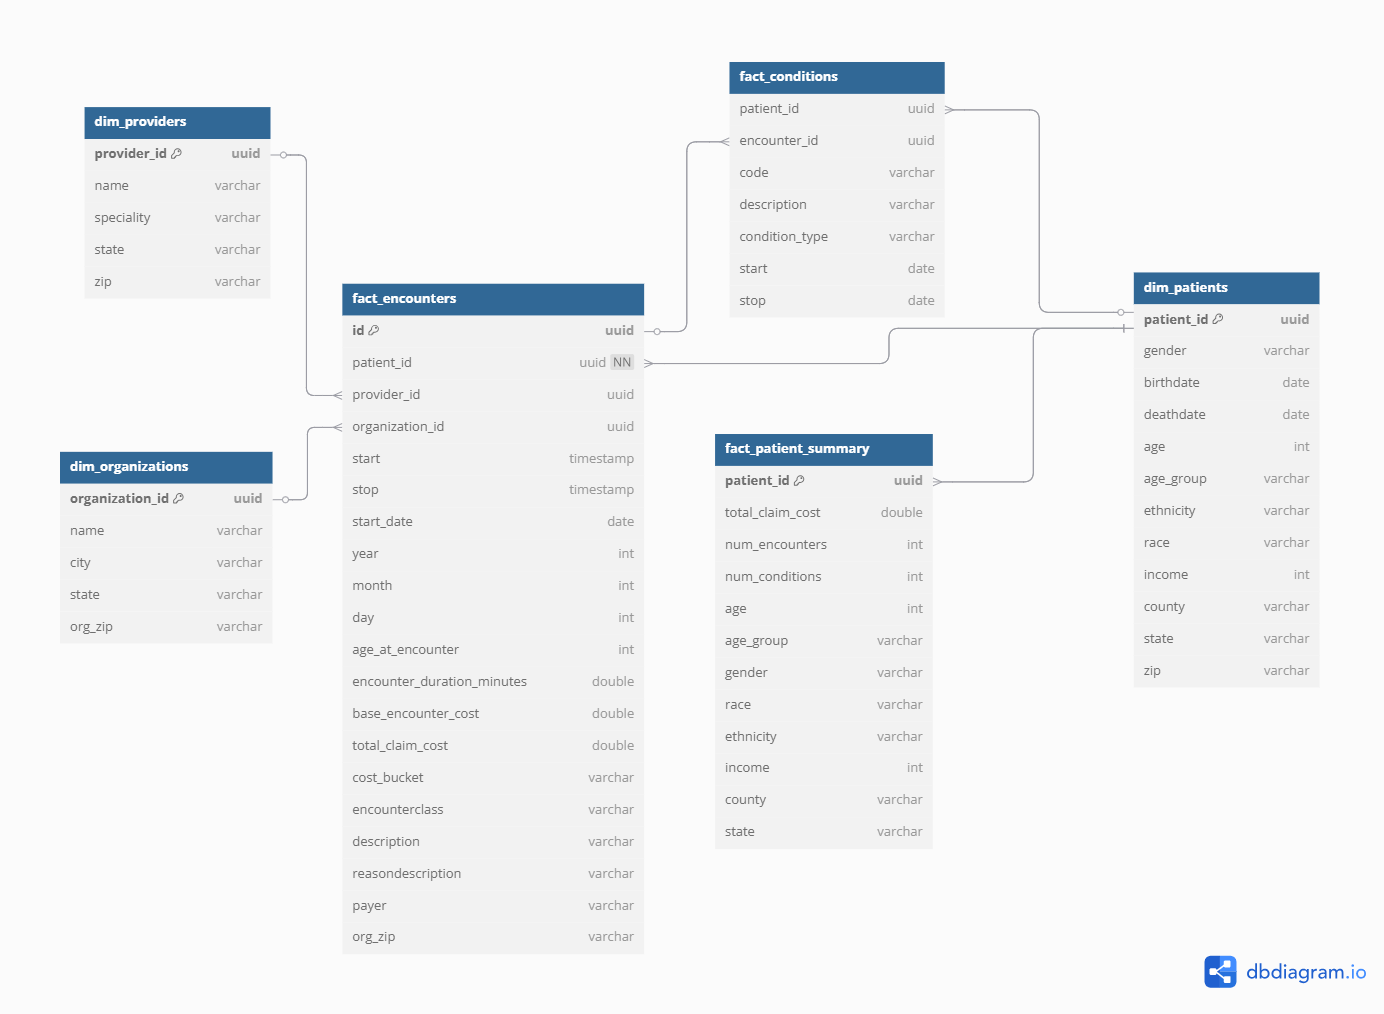 dim_providers
provider_id uuid
name varchar
speciality varchar
state varchar
zip varchar
dim_organizations
organization_id uuid
name varchar
city varchar
state varchar
org_zip varchar
fact_encounters
id uuid
patient_id uuid NN
provider_id uuid
organization_id uuid
start timestamp
stop timestamp
start_date date
year int
month int
day int
age_at_encounter int
encounter_duration_minutes double
base_encounter_cost double
total_claim_cost double
cost_bucket varchar
encounterclass varchar
description varchar
reasondescription varchar
payer varchar
org_zip varchar
fact_conditions
patient_id uuid
encounter_id uuid
code varchar
description varchar
condition_type varchar
start date
stop date
fact_patient_summary
patient_id uuid
total_claim_cost double
num_encounters int
num_conditions int
age int
age_group varchar
gender varchar
race varchar
ethnicity varchar
income int
county varchar
state varchar
dim_patients
patient_id uuid
gender varchar
birthdate date
deathdate date
age int
age_group varchar
ethnicity varchar
race varchar
income int
county varchar
state varchar
zip varchar
dbdiagram.io